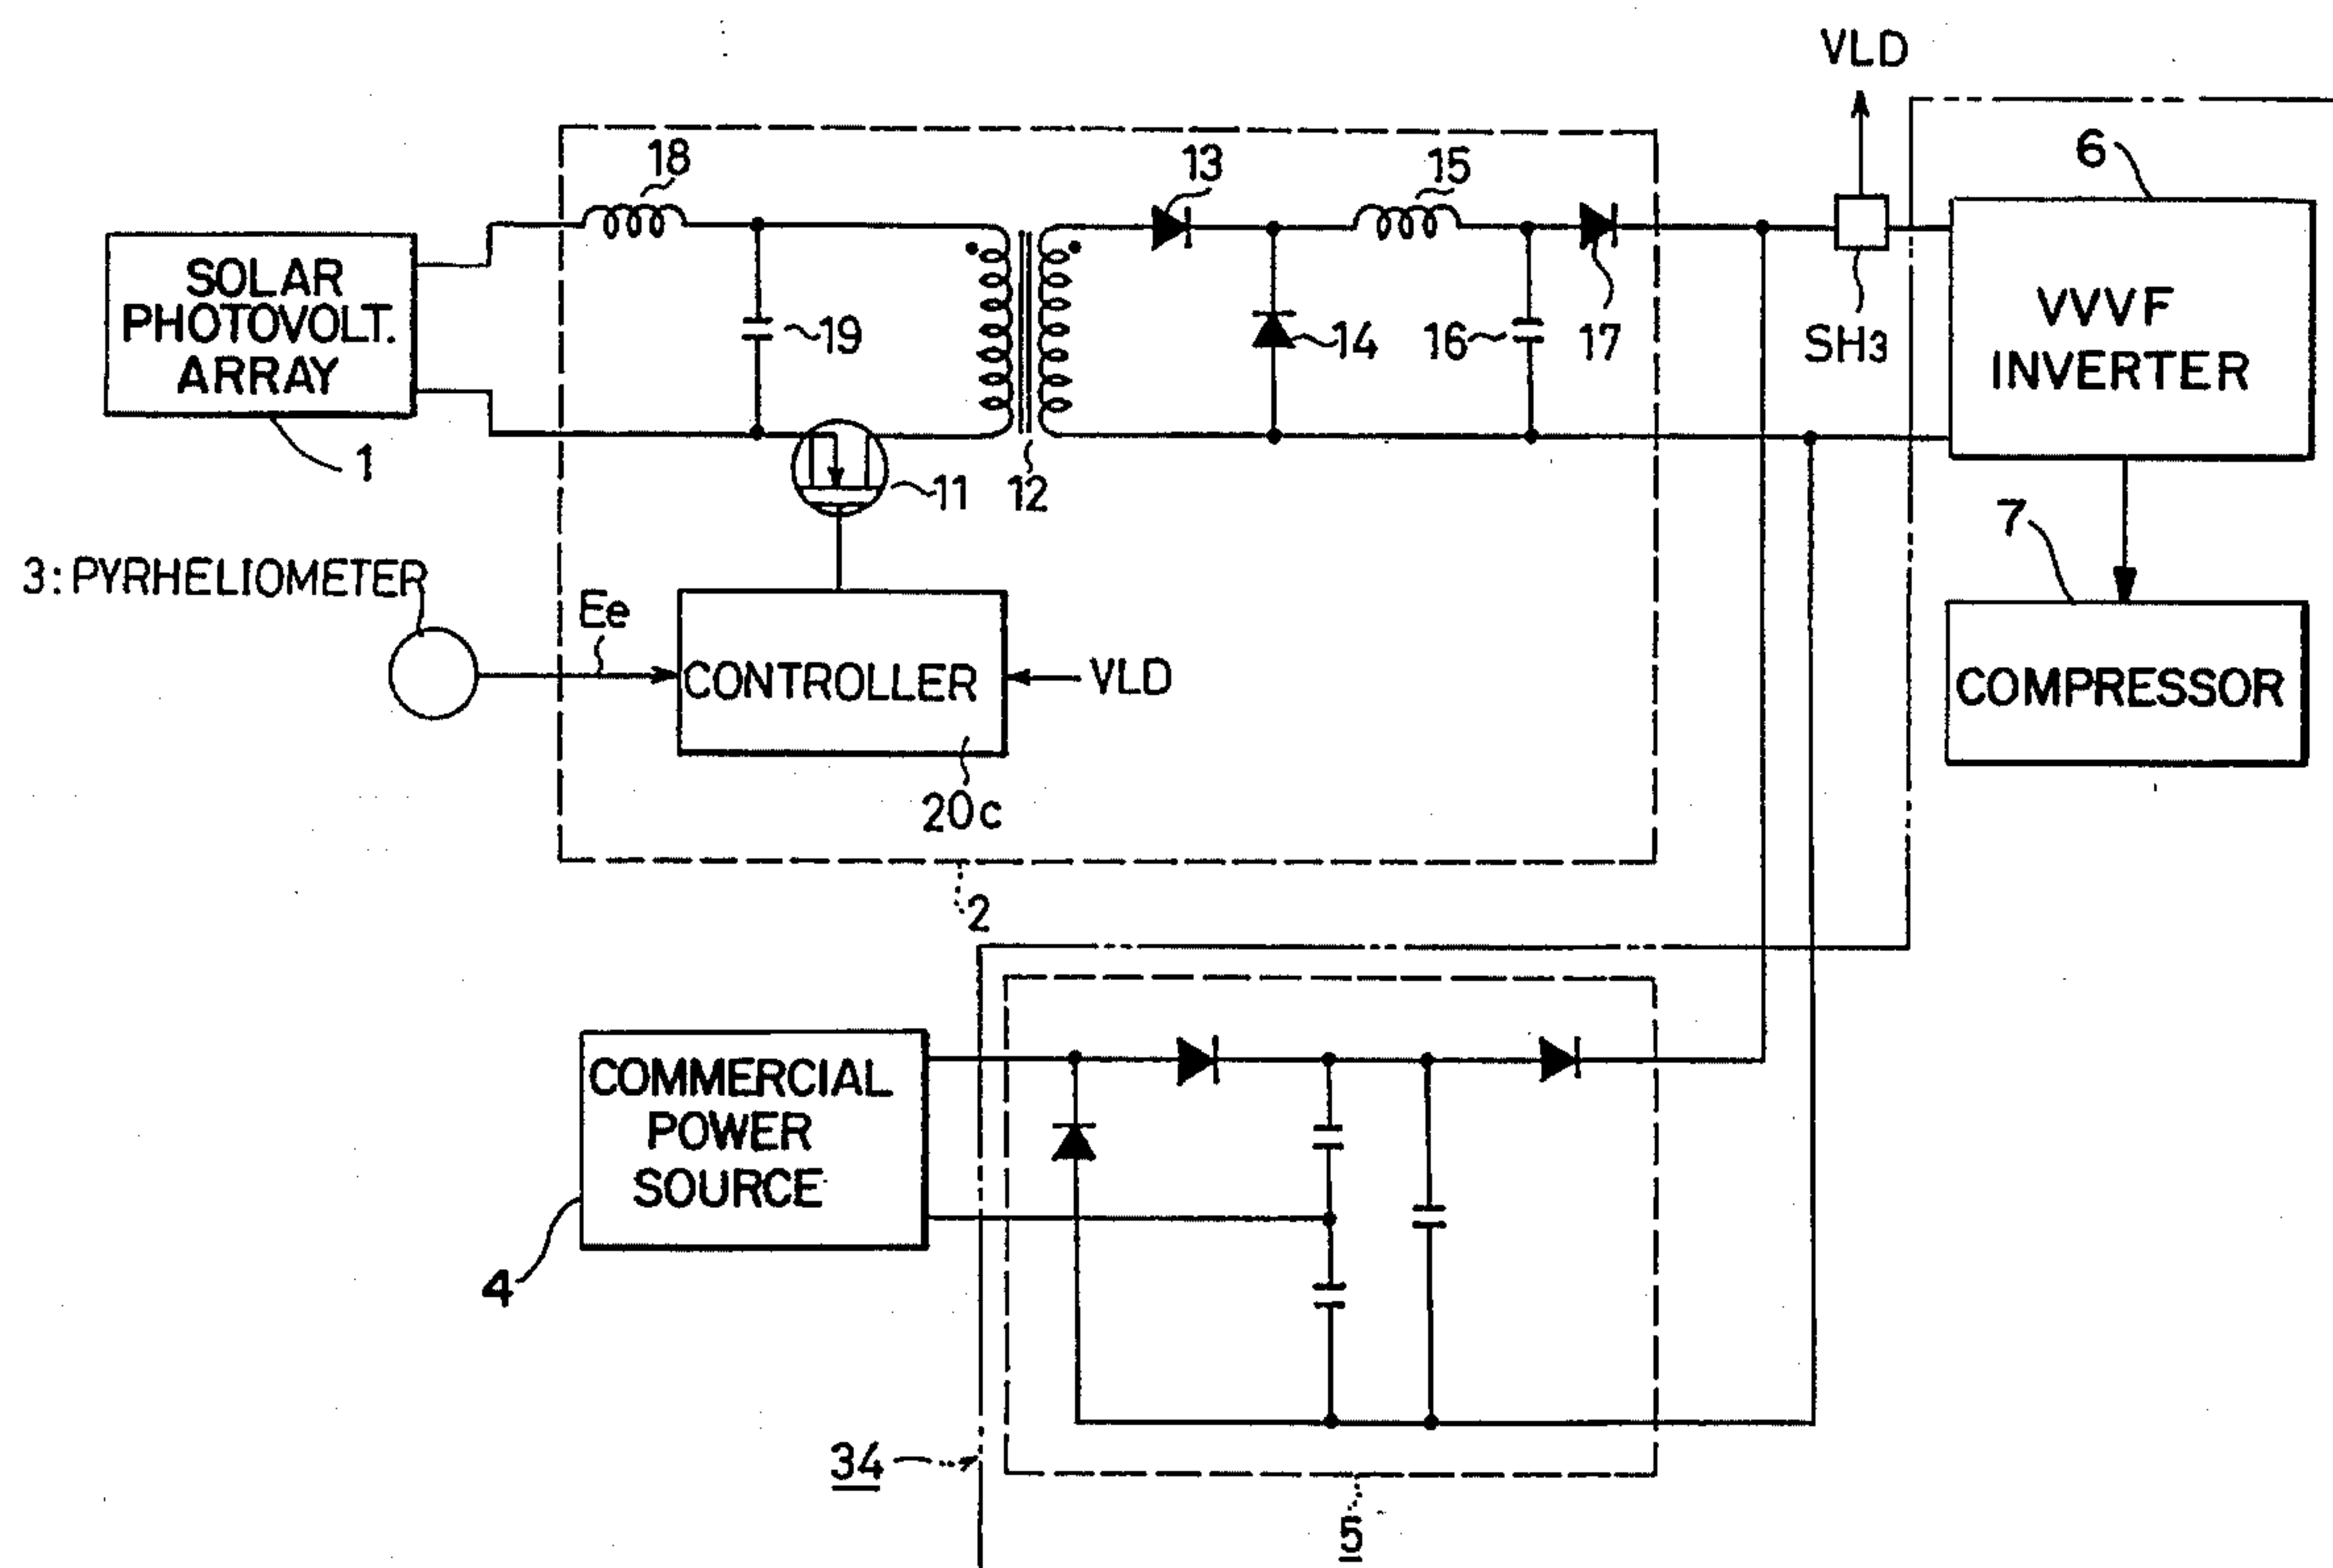 VLD
18
13
15
6
SOLAR
PHOTOVOLT.
ARRAY
19
14
16
17
SH3
VVVF
INVERTER
1
11
12
7
3: PYRHELIOMETER
Ee
CONTROLLER
VLD
COMPRESSOR
20c
2
COMMERCIAL
POWER
SOURCE
4
34
5